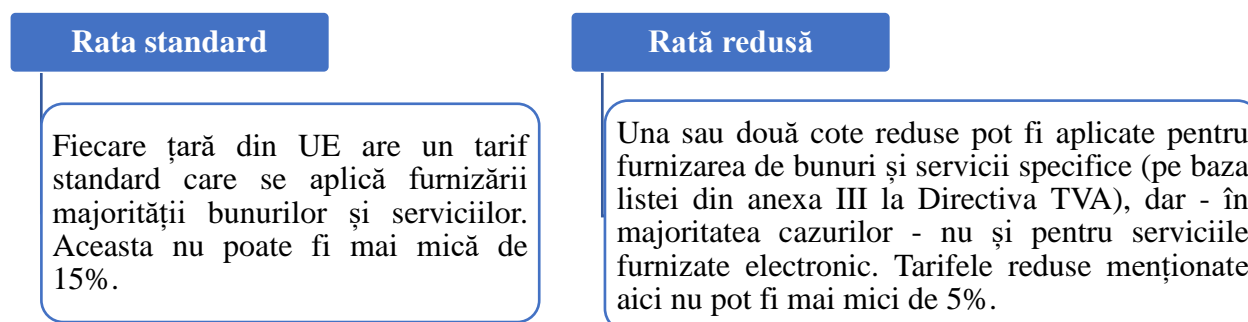 Rata standard
Fiecare țară din UE are un tarif
standard care se aplică furnizării
majorității bunurilor și serviciilor.
Aceasta nu poate fi mai mică de
15%.
Rată redusă
Una sau două cote reduse pot fi aplicate pentru
furnizarea de bunuri și servicii specifice (pe baza
listei din anexa III la Directiva TVA), dar - în
majoritatea cazurilor - nu și pentru serviciile
furnizate electronic. Tarifele reduse menționate
aici nu pot fi mai mici de 5%.